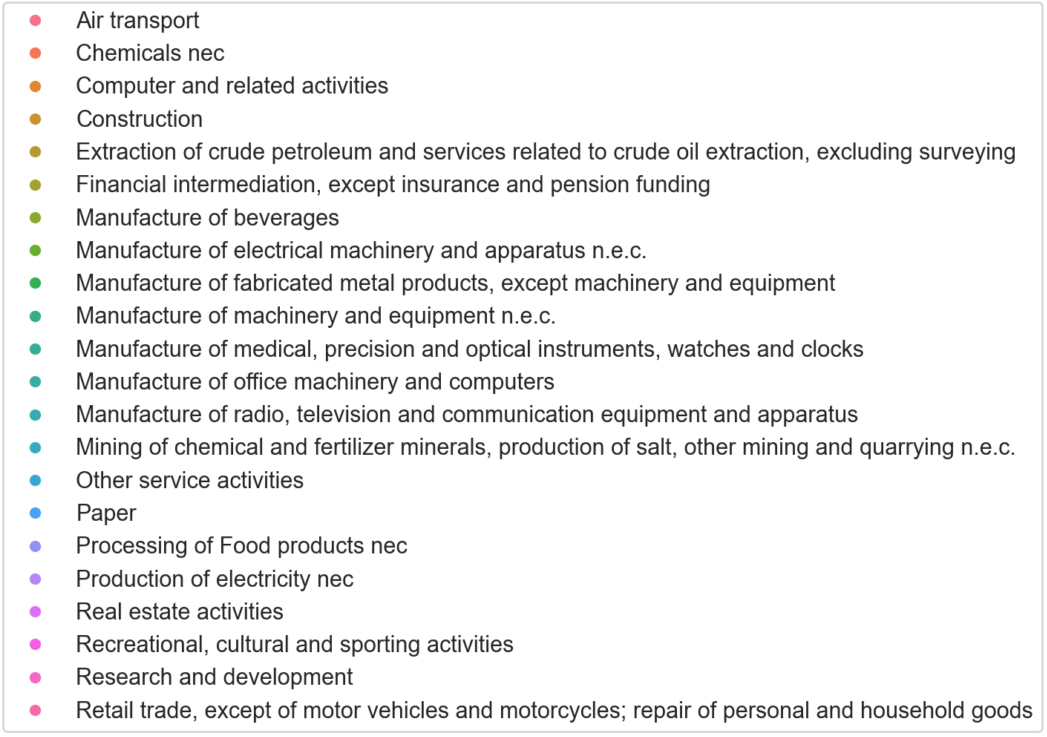 Air transport
Chemicals nec
Computer and related activities
Construction
Extraction of crude petroleum and services related to crude oil extraction, excluding surveying
Financial intermediation, except insurance and pension funding
Manufacture of beverages
Manufacture of electrical machinery and apparatus n.e.c.
Manufacture of fabricated metal products, except machinery and equipment
Manufacture of machinery and equipment n.e.c.
Manufacture of medical, precision and optical instruments, watches and clocks
Manufacture of office machinery and computers
Manufacture of radio, television and communication equipment and apparatus
Mining of chemical and fertilizer minerals, production of salt, other mining and quarrying n.e.c.
Other service activities
Paper
Processing of Food products nec
Production of electricity nec
Real estate activities
Recreational, cultural and sporting activities
Research and development
Retail trade, except of motor vehicles and motorcycles; repair of personal and household goods